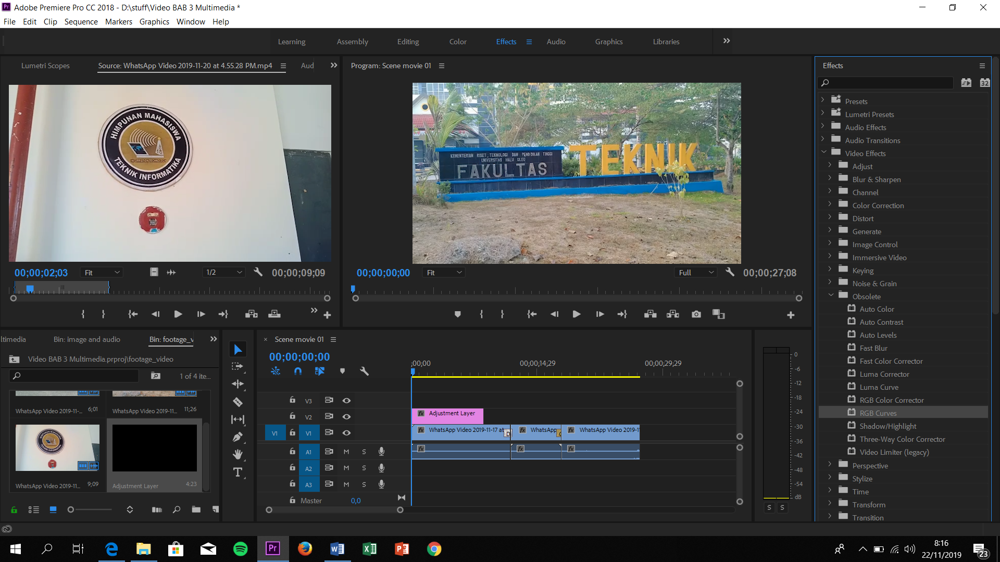 Adobe Premiere Pro CC 2018 - D:\stuff\Video BAB 3 Multimedia *
File Edit Clip Sequence Markers Graphics Window Help
Learning Assembly Editing Color Effects Audio Graphics Libraries
Lumetri Scopes Source: WhatsApp Video 2019-11-20 at 4.55.28 PM.mp4 Aud
HIMPUNAN MAHASISWA
INFORMATION TECHNOLOGY
TEKNIK INFORMATIKA
00;00;02;03 Fit 1/2 00;00;09;09
Program: Scene movie 01
KEMENTERIAN RISET, TEKNOLOGI DAN PENDIDIKAN TINGGI
UNIVERSITAS HALU OLEO
FAKULTAS TEKNIK
00;00;00;00 Fit Full 00;00;27;08
ltimedia Bin: image and audio Bin: footage_v
Video BAB 3 Multimedia.prproj\footage_video
1 of 4 ite...
WhatsApp Video 2019-11-... 6;01 WhatsApp Video 2019-11... 11;26
WhatsApp Video 2019-11... 9;09 Adjustment Layer 4:23
Scene movie 01
00;00;00;00
;00;00 00;00;14;29 00;00;29;29
V3
V2 Adjustment Layer
V1 V1 WhatsApp Video 2019-11-17 at D WhatsApp WhatsApp Video 2019-11
A1 M S
A2 M S
A3 M S
Master 0,0
0
-6
-12
-18
-24
-30
-36
-42
-48
-54
dB
S S
Effects
32
Presets
Lumetri Presets
Audio Effects
Audio Transitions
Video Effects
Adjust
Blur & Sharpen
Channel
Color Correction
Distort
Generate
Image Control
Immersive Video
Keying
Noise & Grain
Obsolete
Auto Color
Auto Contrast
Auto Levels
Fast Blur
Fast Color Corrector
Luma Corrector
Luma Curve
RGB Color Corrector
RGB Curves
Shadow/Highlight
Three-Way Color Corrector
Video Limiter (legacy)
Perspective
Stylize
Time
Transform
Transition
8:16
22/11/2019
23